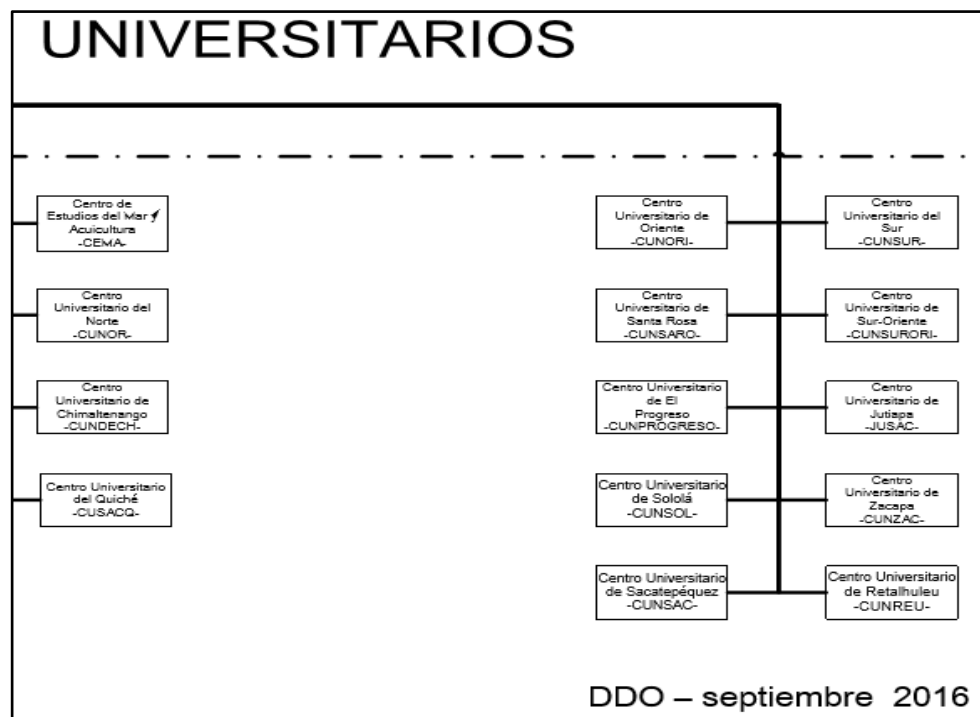 UNIVERSITARIOS
Centro de
Estudios del Mar y
Acuicultura
-CEMA-
Centro
Universitario del
Norte
-CUNOR-
Centro
Universitario de
Chimaltenango
-CUNDECH-
Centro Universitario
del Quiché
-CUSACQ-
Centro
Universitario de
Oriente
-CUNORI-
Centro
Universitario de
Santa Rosa
-CUNSARO-
Centro Universitario
de El
Progreso
-CUNPROGRESO-
Centro Universitario
de Sololá
-CUNSOL-
Centro Universitario
de Sacatepéquez
-CUNSAC-
Centro
Universitario del
Sur
-CUNSUR-
Centro
Universitario de
Sur-Oriente
-CUNSURORI-
Centro
Universitario de
Jutiapa
-JUSAC-
Centro
Universitario de
Zacapa
-CUNZAC-
Centro Universitario
de Retalhuleu
-CUNREU-
DDO – septiembre 2016